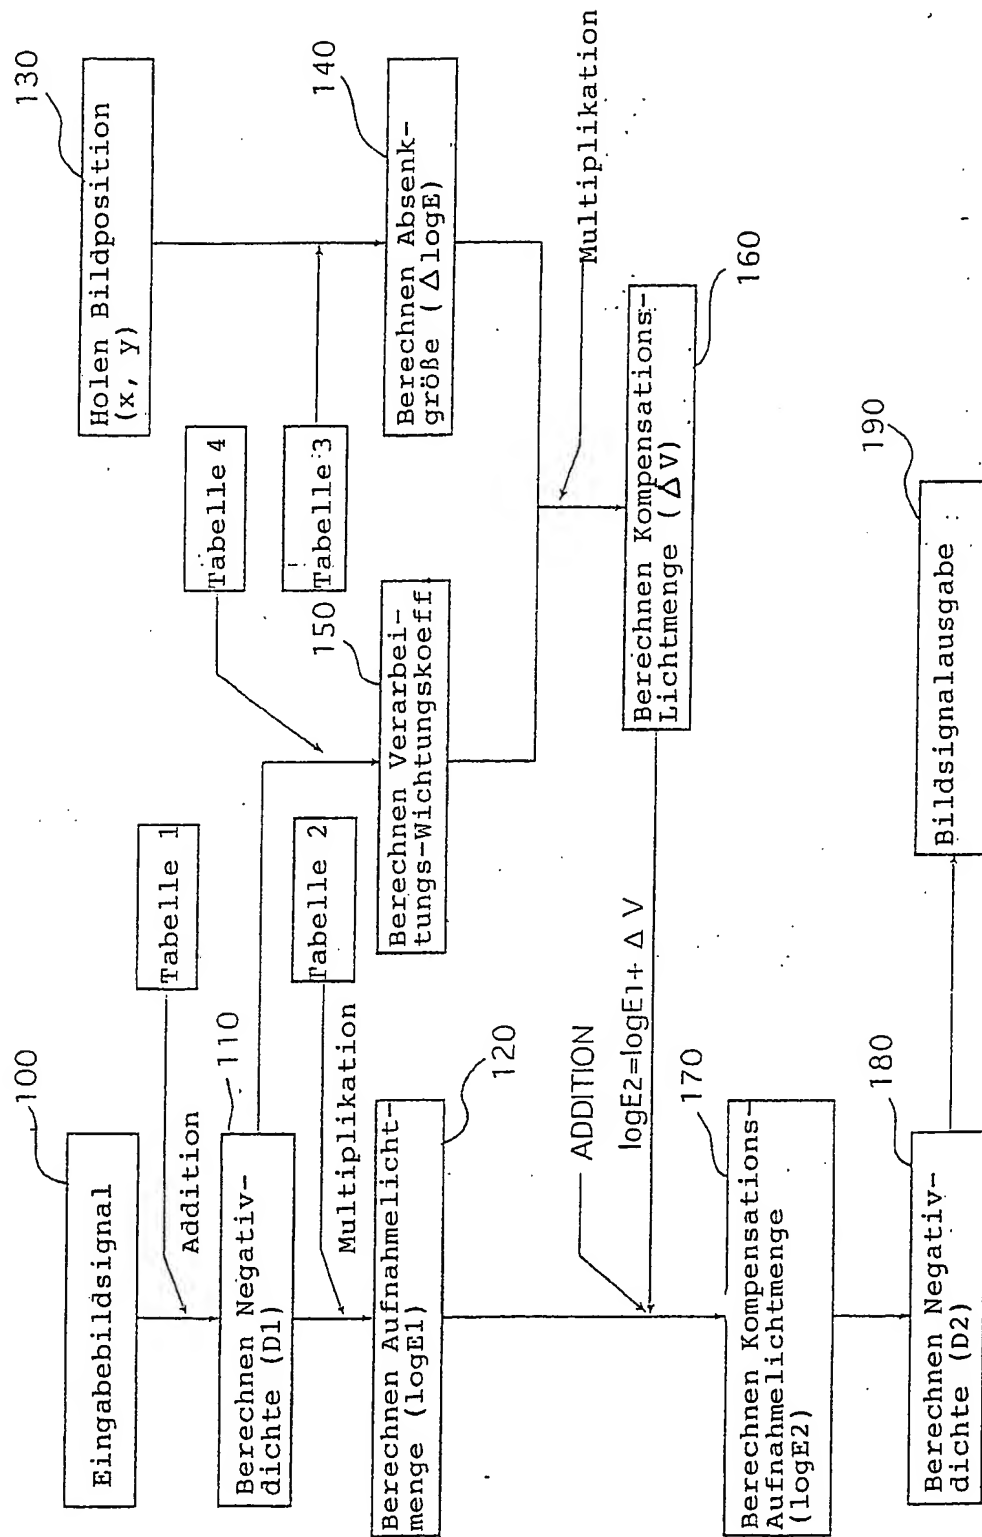 100
Eingabebildsignal
Tabelle 1
Addition
110
Berechnen Negativ-
dichte (D1)
Tabelle 2
Multiplikation
Berechnen Aufnahmelicht-
menge (logE1)
120
130
Holen Bildposition
(x, y)
Tabelle 4
Tabelle 3
140
Berechnen Absenk-
größe (ΔlogE)
150
Berechnen Verarbei-
tungs-Wichtungskoeff
Multiplikation
160
Berechnen Kompensations-
Lichtmenge (ΔV)
ADDITION
logE2=logE1+ΔV
170
Berechnen Kompensations-
Aufnahmelichtmenge
(logE2)
180
Berechnen Negativ-
dichte (D2)
190
Bildsignalausgabe